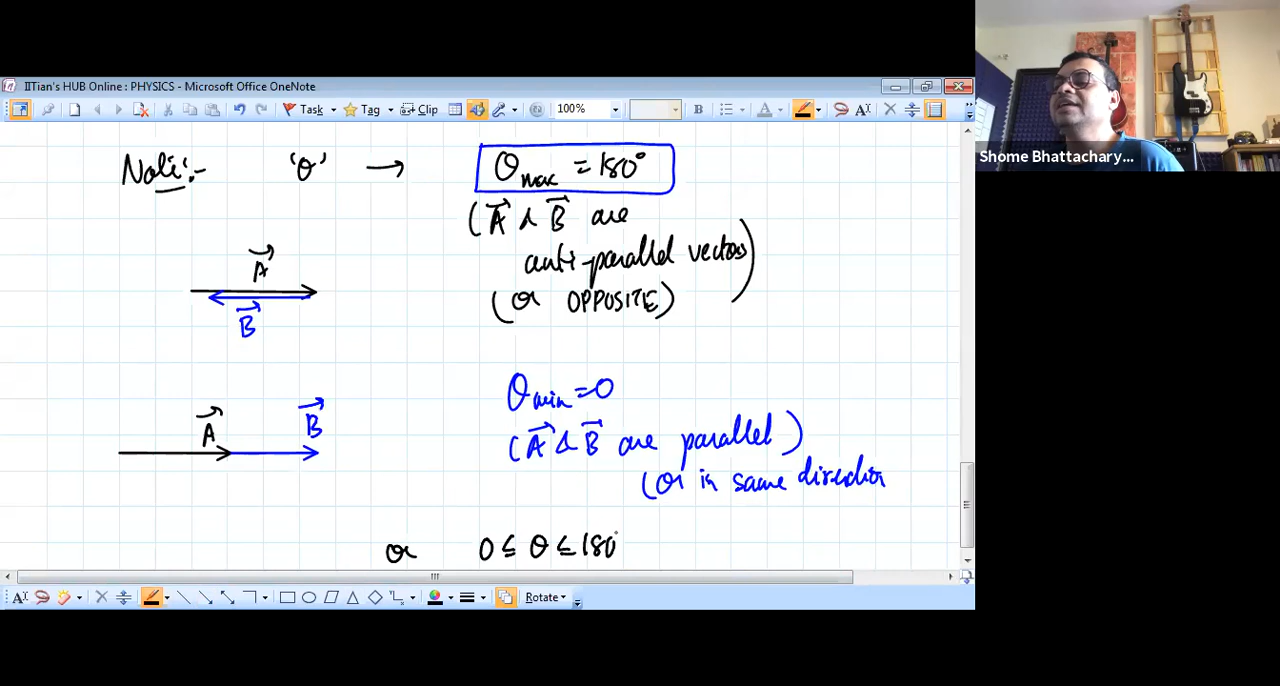 IITian's HUB Online : PHYSICS - Microsoft Office OneNote
Task Tag Clip 100% B A
Note:- 'θ' → θmax = 180°
Shome Bhattachary...
(A⃗ & B⃗ are
anti-parallel vectors)
(or OPPOSITE)
A⃗
B⃗
θmin = 0
(A⃗ & B⃗ are parallel)
(or in same direction
A⃗ B⃗
or 0 ≤ θ ≤ 180°
Rotate